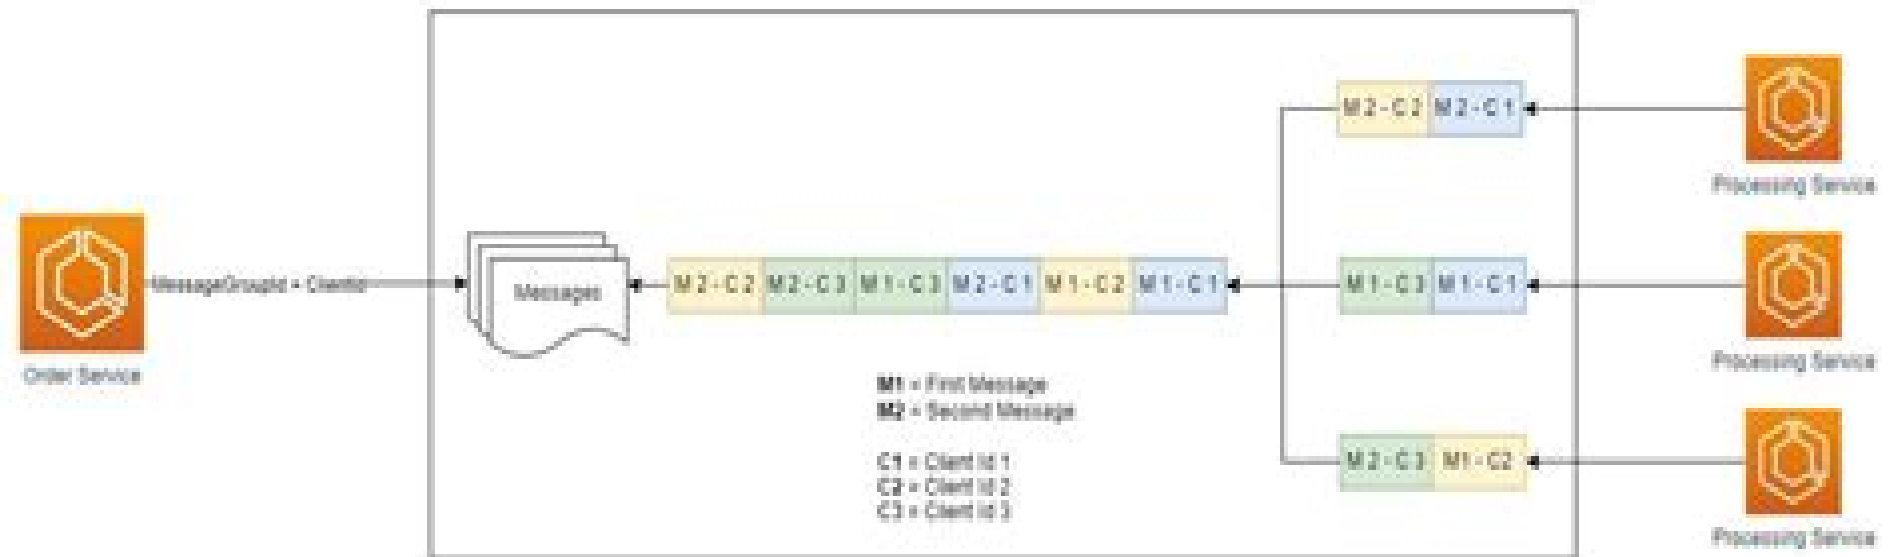 M2-C2 M2-C1
Processing Service
MessageGroupId = ClientId
Messages
M2-C2 M2-C3 M1-C3 M2-C1 M1-C2 M1-C1
M1-C3 M1-C1
Order Service
Processing Service
M1 = First Message
M2 = Second Message
C1 = Client Id 1
C2 = Client Id 2
C3 = Client Id 3
M2-C3 M1-C2
Processing Service